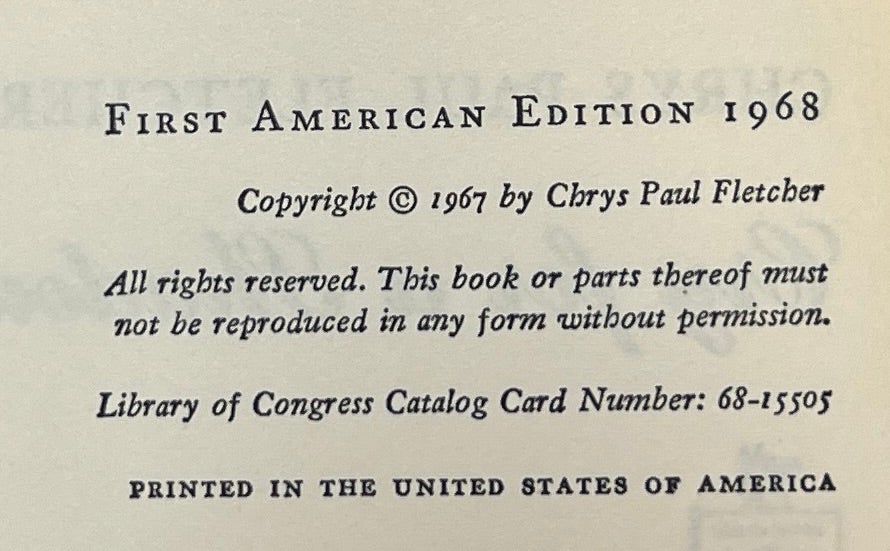 First American Edition 1968
Copyright © 1967 by Chrys Paul Fletcher
All rights reserved. This book or parts thereof must
not be reproduced in any form without permission.
Library of Congress Catalog Card Number: 68-15505
PRINTED IN THE UNITED STATES OF AMERICA